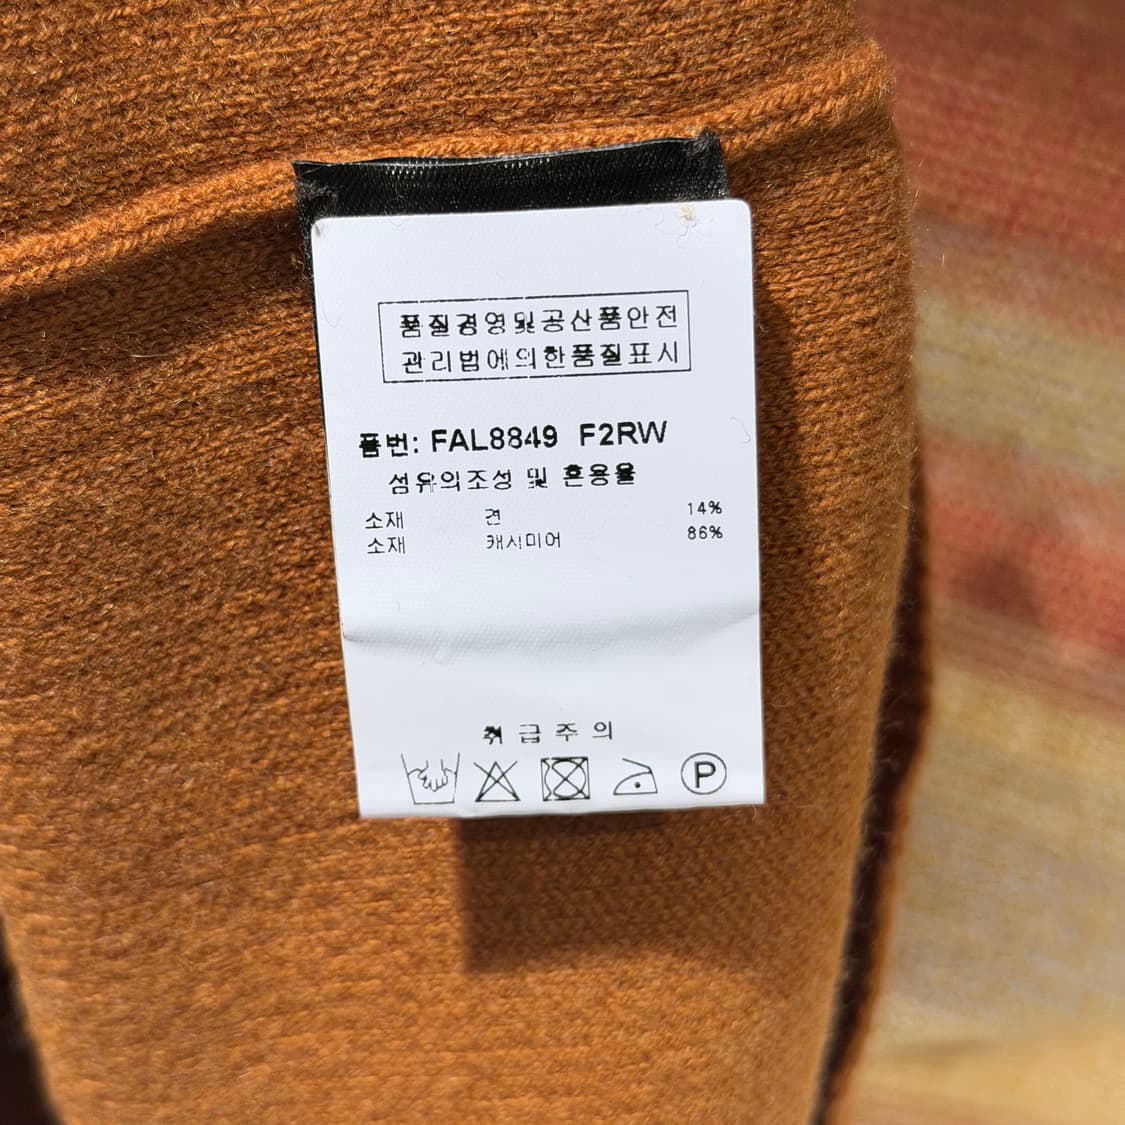 품질경영및공산품안전
관리법에의한품질표시
품번: FAL8849 F2RW
섬유의조성 및 혼용율
소재 견 14%
소재 캐시미어 86%
취급주의
P